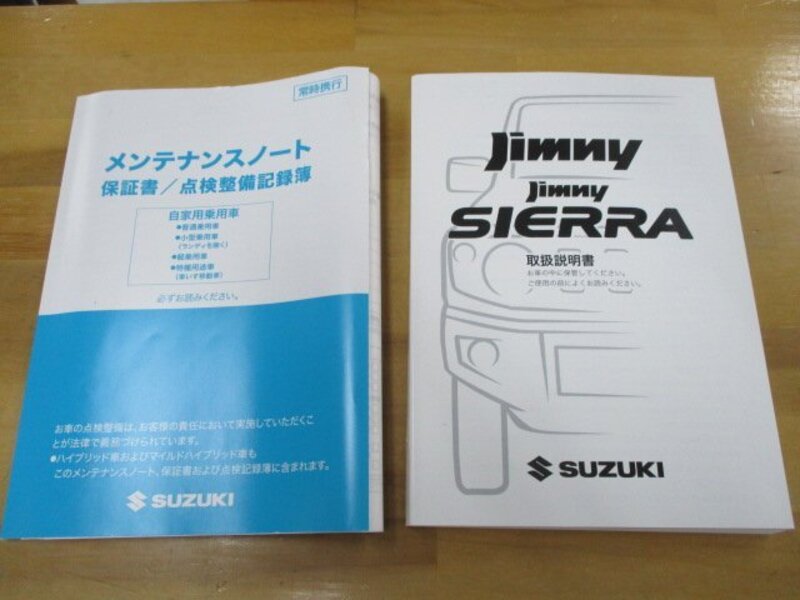 常時携行
メンテナンスノート
保証書／点検整備記録簿
自家用乗用車
●普通乗用車
●小型乗用車
（ランディを除く）
●軽乗用車
●特種用途車
（車いす移動車）
必ずお読みください。
お車の点検整備は、お客様の責任において実施していただくこ
とが法律で義務づけられています。
●ハイブリッド車およびマイルドハイブリッド車も
このメンテナンスノート、保証書および点検記録簿に含まれます。
SUZUKI
Jimny
Jimny
SIERRA
取扱説明書
お車の中に保管してください。
ご使用の前によくお読みください。
SUZUKI